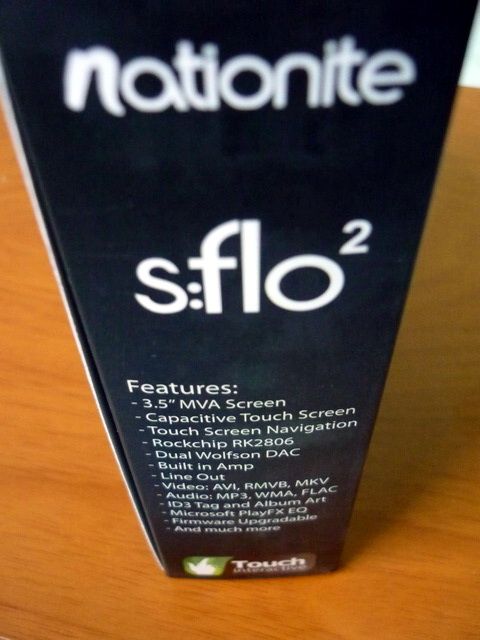 nationite
s:flo²
Features:
- 3.5" MVA Screen
- Capacitive Touch Screen
- Touch Screen Navigation
- Rockchip RK2806
- Dual Wolfson DAC
- Built in Amp
- Line Out
- Video: AVI, RMVB, MKV
- Audio: MP3, WMA, FLAC
- ID3 Tag and Album Art
- Microsoft PlayFX EQ
- Firmware Upgradable
- And much more
Touch
interactive